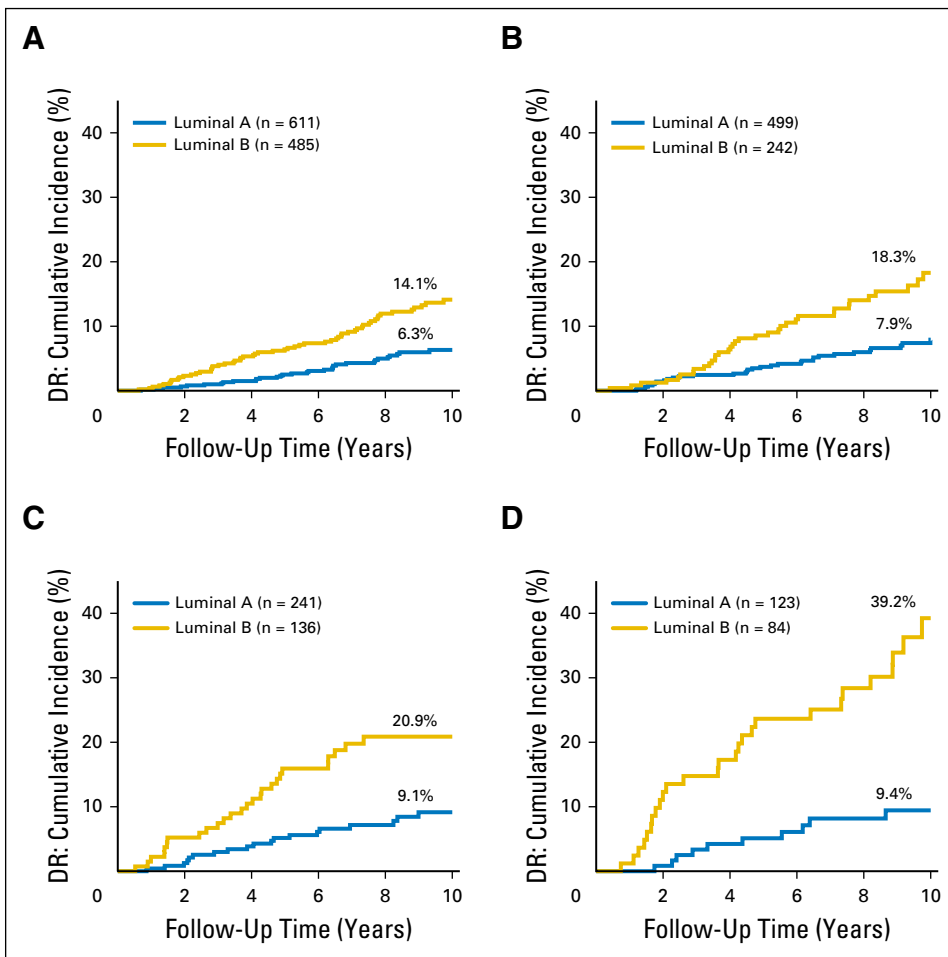 A
DR: Cumulative Incidence (%)
40
30
20
10
0
Luminal A (n = 611)
Luminal B (n = 485)
14.1%
6.3%
2 4 6 8 10
Follow-Up Time (Years)
B
DR: Cumulative Incidence (%)
40
30
20
10
0
Luminal A (n = 499)
Luminal B (n = 242)
18.3%
7.9%
2 4 6 8 10
Follow-Up Time (Years)
C
DR: Cumulative Incidence (%)
40
30
20
10
0
Luminal A (n = 241)
Luminal B (n = 136)
20.9%
9.1%
2 4 6 8 10
Follow-Up Time (Years)
D
DR: Cumulative Incidence (%)
40
30
20
10
0
Luminal A (n = 123)
Luminal B (n = 84)
39.2%
9.4%
2 4 6 8 10
Follow-Up Time (Years)